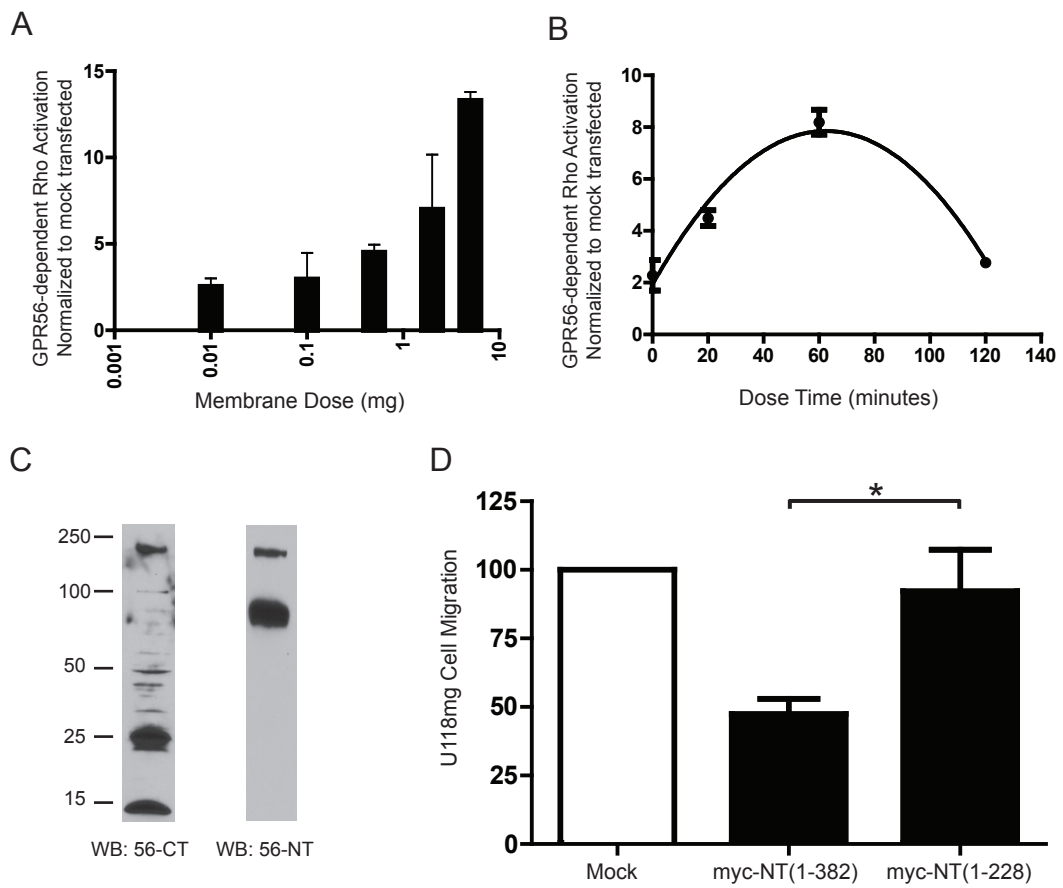 A
GPR56-dependent Rho Activation
Normalized to mock transfected
15
10
5
0
0.001
0.01
0.1
1
10
Membrane Dose (mg)
B
GPR56-dependent Rho Activation
Normalized to mock transfected
10
8
6
4
2
0
0 20 40 60 80 100 120 140
Dose Time (minutes)
C
250
100
50
25
15
WB: 56-CT
WB: 56-NT
D
U118mg Cell Migration
125
100
75
50
25
0
*
Mock
myc-NT(1-382)
myc-NT(1-228)